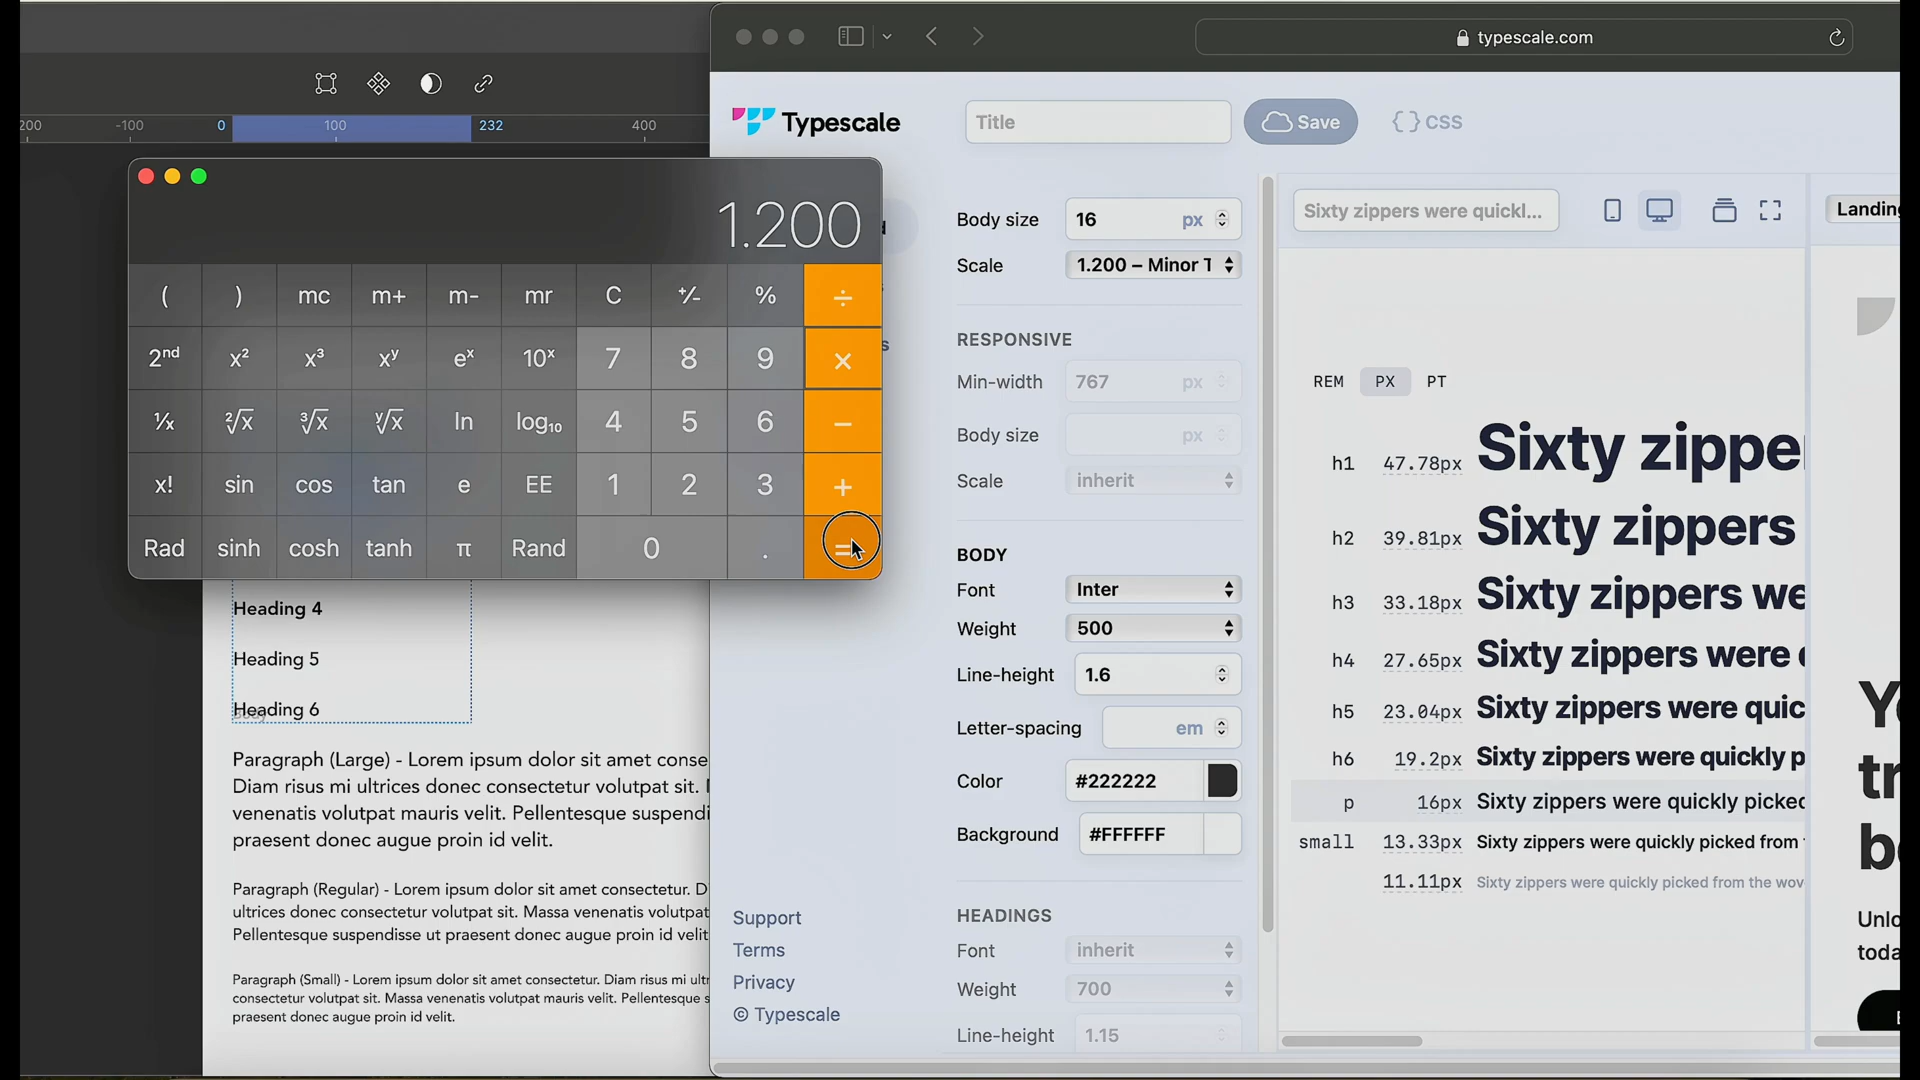 typescale.com
200
-100
0
100
232
400
Typescale
Title
Save
{ } CSS
1.200
( ) mc m+ m- mr C +/- % ÷
2nd x² x³ xʸ eˣ 10ˣ 7 8 9 ×
1/x ²√x ³√x ʸ√x ln log₁₀ 4 5 6 −
x! sin cos tan e EE 1 2 3 +
Rad sinh cosh tanh π Rand 0 . =
Heading 4
Heading 5
Heading 6
Paragraph (Large) - Lorem ipsum dolor sit amet conse
Diam risus mi ultrices donec consectetur volutpat sit.
venenatis volutpat mauris velit. Pellentesque suspendi
praesent donec augue proin id velit.
Paragraph (Regular) - Lorem ipsum dolor sit amet consectetur. D
ultrices donec consectetur volutpat sit. Massa venenatis volutpat
Pellentesque suspendisse ut praesent donec augue proin id velit
Paragraph (Small) - Lorem ipsum dolor sit amet consectetur. Diam risus mi ultr
consectetur volutpat sit. Massa venenatis volutpat mauris velit. Pellentesque s
praesent donec augue proin id velit.
Support
Terms
Privacy
© Typescale
Body size 16 px
Scale 1.200 – Minor T
RESPONSIVE
Min-width 767 px
Body size px
Scale inherit
BODY
Font Inter
Weight 500
Line-height 1.6
Letter-spacing em
Color #222222
Background #FFFFFF
HEADINGS
Font inherit
Weight 700
Line-height 1.15
Sixty zippers were quickl...
REM PX PT
h1 47.78px Sixty zippe
h2 39.81px Sixty zippers
h3 33.18px Sixty zippers we
h4 27.65px Sixty zippers were
h5 23.04px Sixty zippers were quic
h6 19.2px Sixty zippers were quickly p
p 16px Sixty zippers were quickly picked
small 13.33px Sixty zippers were quickly picked from
11.11px Sixty zippers were quickly picked from the wov
Landing
Unlo
toda